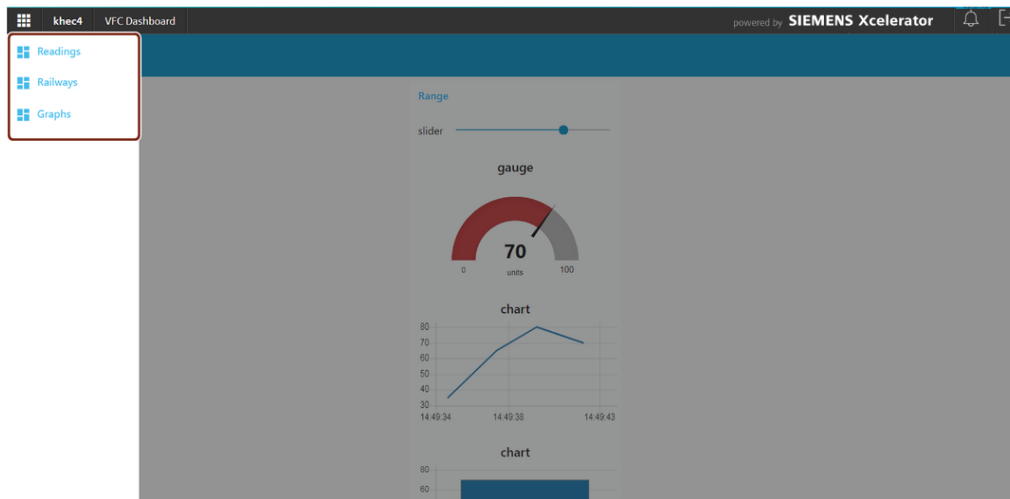 khec4 VFC Dashboard powered by SIEMENS Xcelerator
Readings
Railways
Graphs
Range
slider
gauge
70
0 units 100
chart
80
70
60
50
40
30
14:49:34 14:49:38 14:49:43
chart
80
60